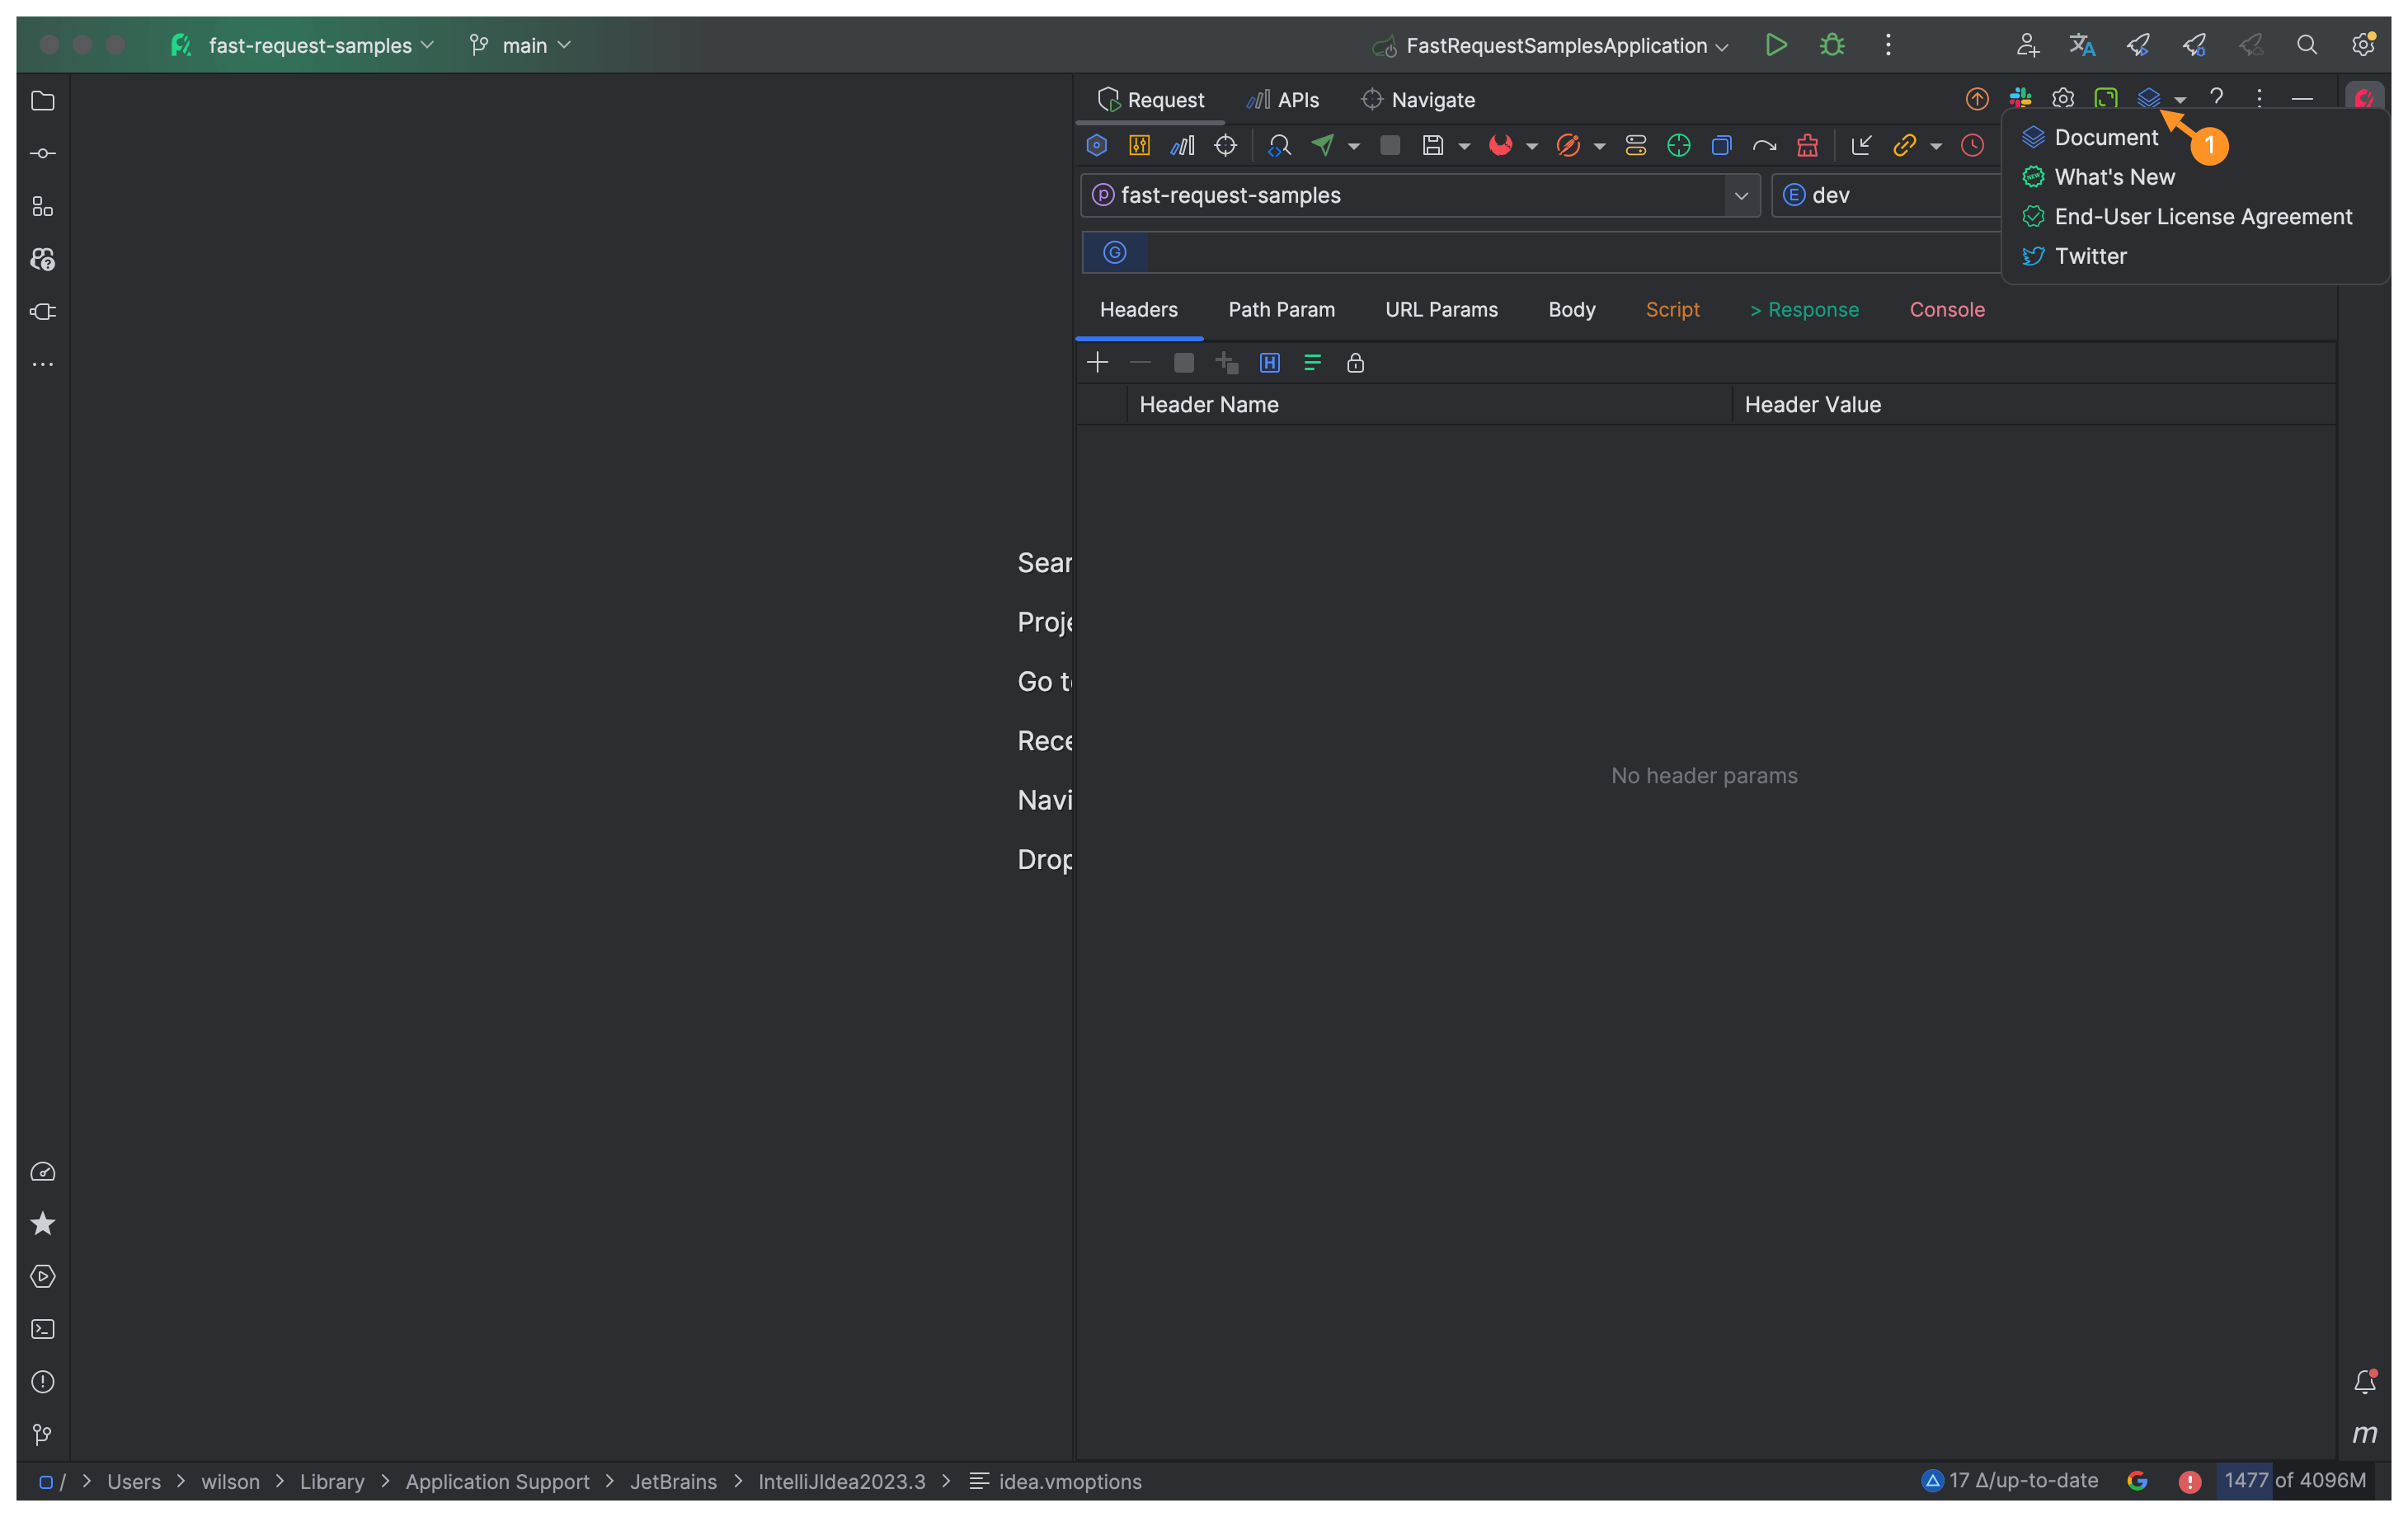 fast-request-samples main FastRequestSamplesApplication
Request APIs Navigate
Document 1
What's New
End-User License Agreement
Twitter
fast-request-samples E dev
G
Headers Path Param URL Params Body Script > Response Console
Header Name Header Value
Sear
Proje
Go t
Rece
No header params
Navi
Drop
/ > Users > wilson > Library > Application Support > JetBrains > IntelliJIdea2023.3 > idea.vmoptions 17 Δ/up-to-date 1477 of 4096M
m